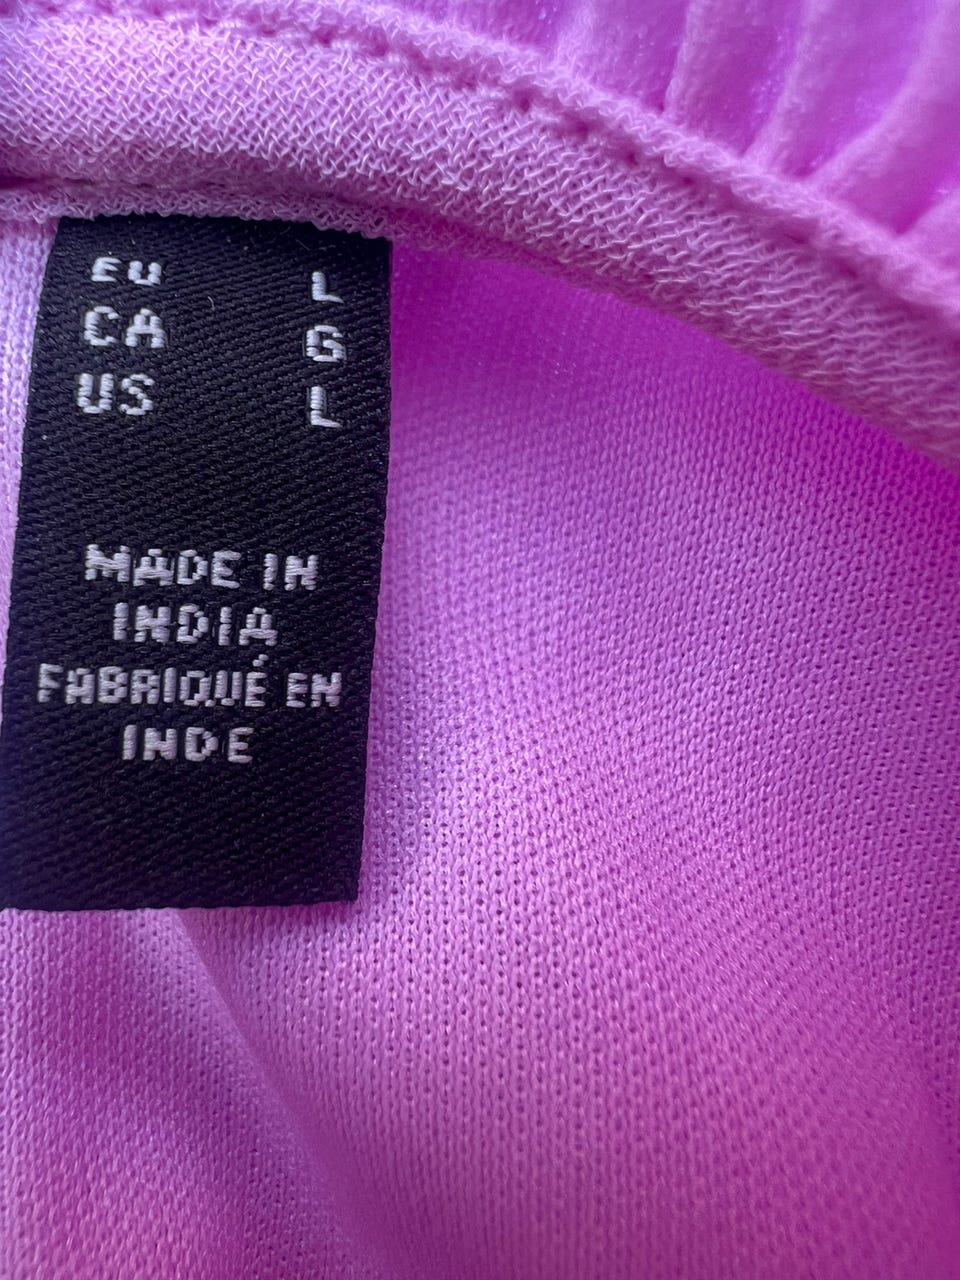 EU L
CA G
US L
MADE IN
INDIA
FABRIQUÉ EN
INDE